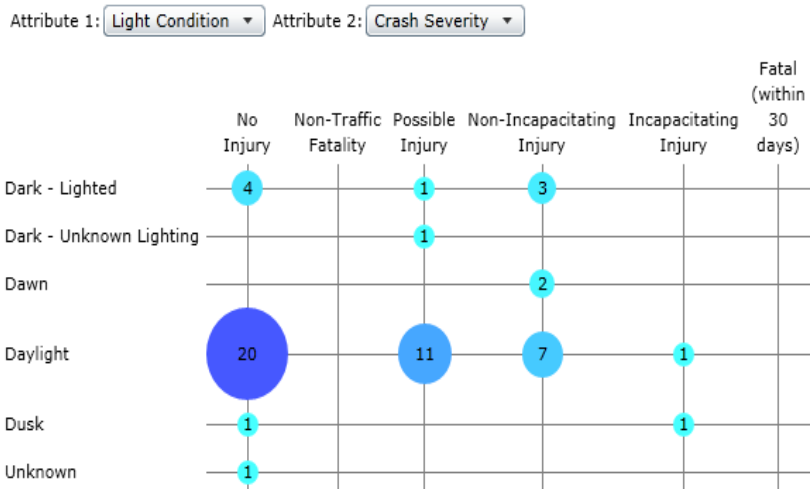 Attribute 1: Light Condition Attribute 2: Crash Severity
Fatal
(within
No Non-Traffic Possible Non-Incapacitating Incapacitating 30
Injury Fatality Injury Injury Injury days)
Dark - Lighted 4 1 3
Dark - Unknown Lighting 1
Dawn 2
Daylight 20 11 7 1
Dusk 1 1
Unknown 1